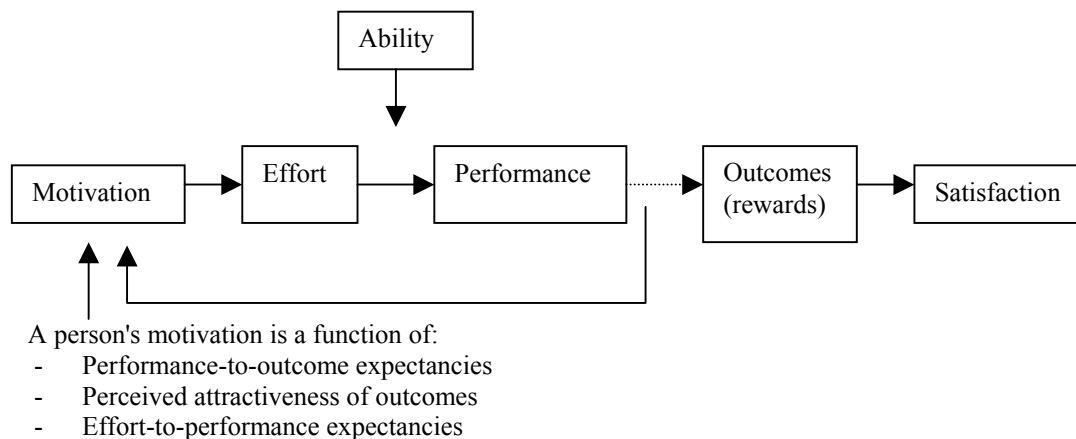 Ability
Motivation
Effort
Performance
Outcomes
(rewards)
Satisfaction
A person's motivation is a function of:
- Performance-to-outcome expectancies
- Perceived attractiveness of outcomes
- Effort-to-performance expectancies